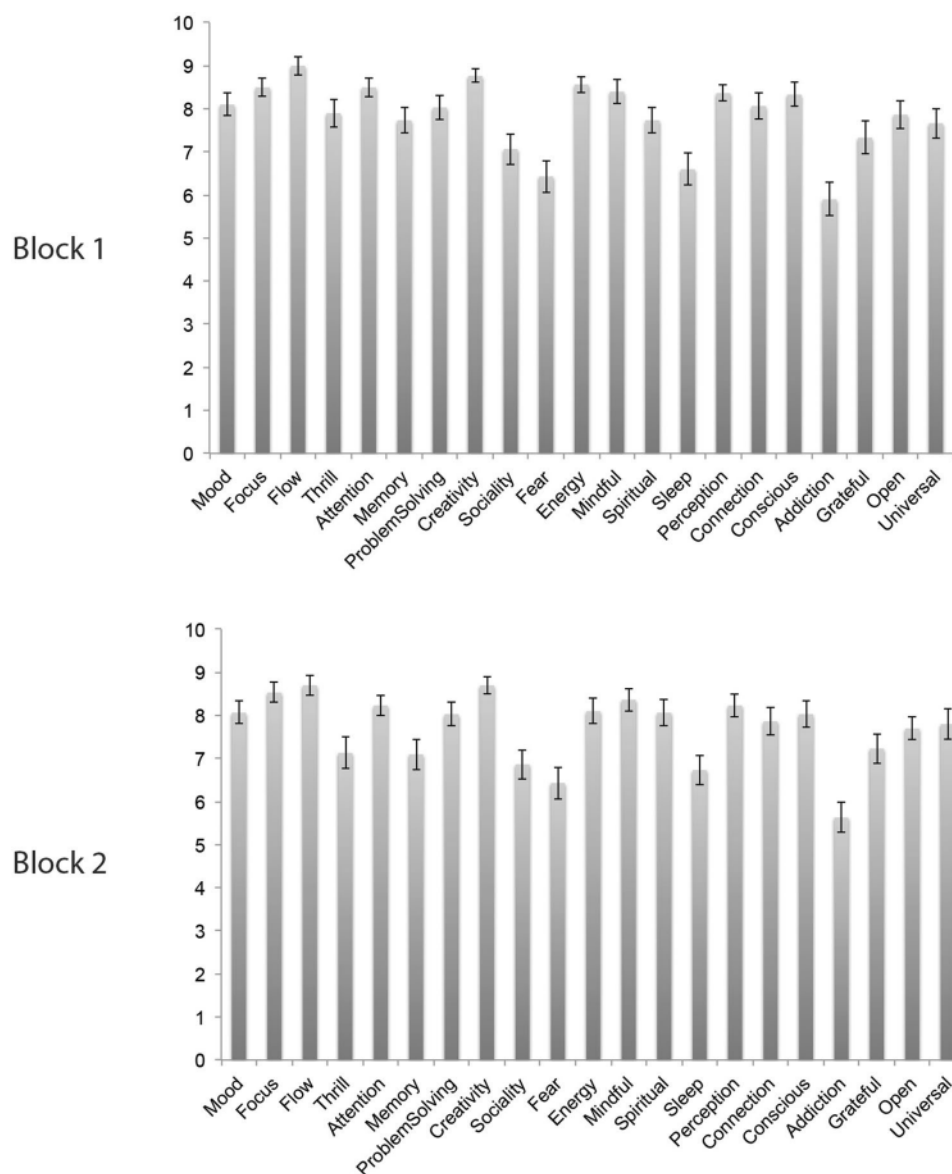 10
9
8
7
6
5
4
3
2
1
0
Block 1
Mood
Focus
Flow
Thrill
Attention
Memory
ProblemSolving
Creativity
Sociality
Fear
Energy
Mindful
Spiritual
Sleep
Perception
Connection
Conscious
Addiction
Grateful
Open
Universal
10
9
8
7
6
5
4
3
2
1
0
Block 2
Mood
Focus
Flow
Thrill
Attention
Memory
ProblemSolving
Creativity
Sociality
Fear
Energy
Mindful
Spiritual
Sleep
Perception
Connection
Conscious
Addiction
Grateful
Open
Universal